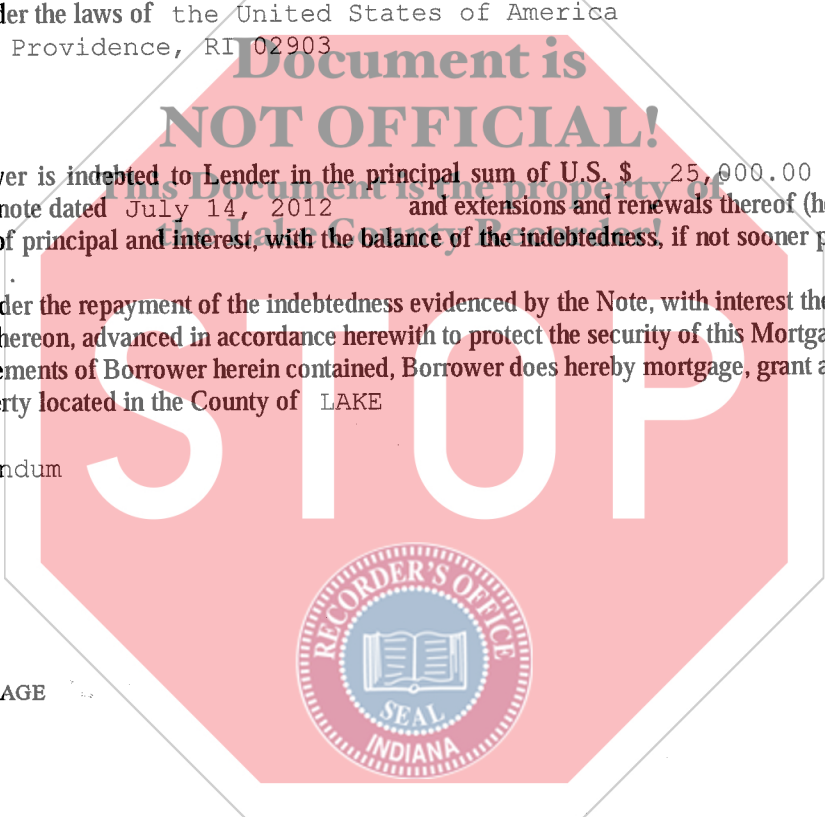 der the laws of the United States of America
Providence, RI 02903
Document is
NOT OFFICIAL!
er is indebted to Lender in the principal sum of U.S. $ 25,000.00
This Document is the property of
note dated July 14, 2012 and extensions and renewals thereof (h
of principal and interest, with the balance of the indebtedness, if not sooner p
the Lake County Recorder!
der the repayment of the indebtedness evidenced by the Note, with interest the
hereon, advanced in accordance herewith to protect the security of this Mortga
ements of Borrower herein contained, Borrower does hereby mortgage, grant a
rty located in the County of LAKE
STOP
ndum
RECORDER'S OFFICE
SEAL
INDIANA
AGE